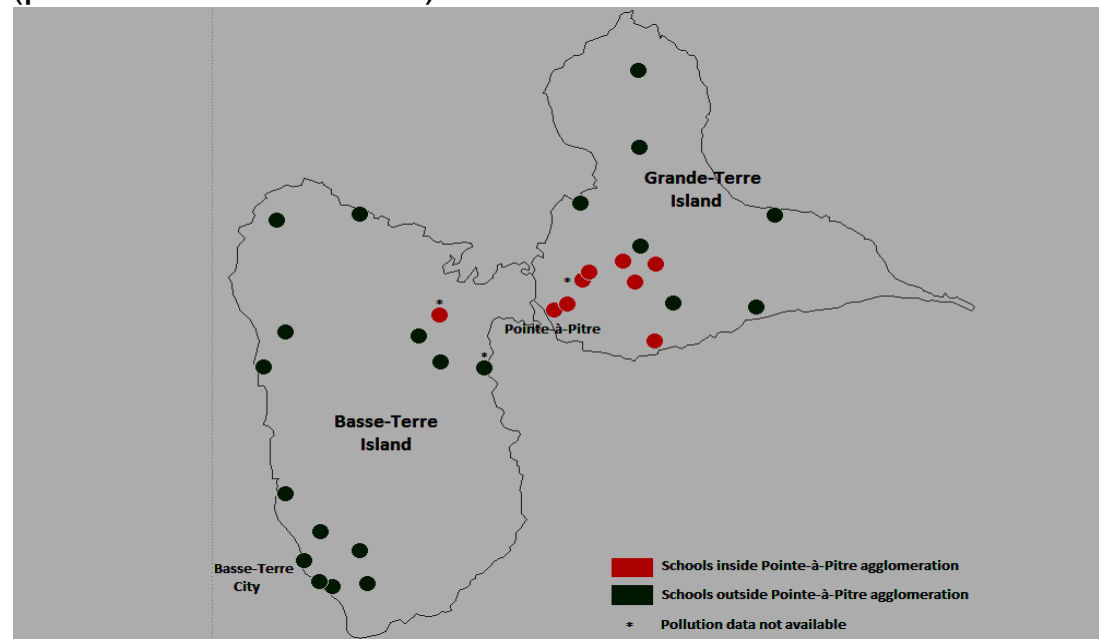 Grande-Terre
Island
*
*
Pointe-à-Pitre
*
Basse-Terre
Island
Basse-Terre
City
Schools inside Pointe-à-Pitre agglomeration
Schools outside Pointe-à-Pitre agglomeration
* Pollution data not available